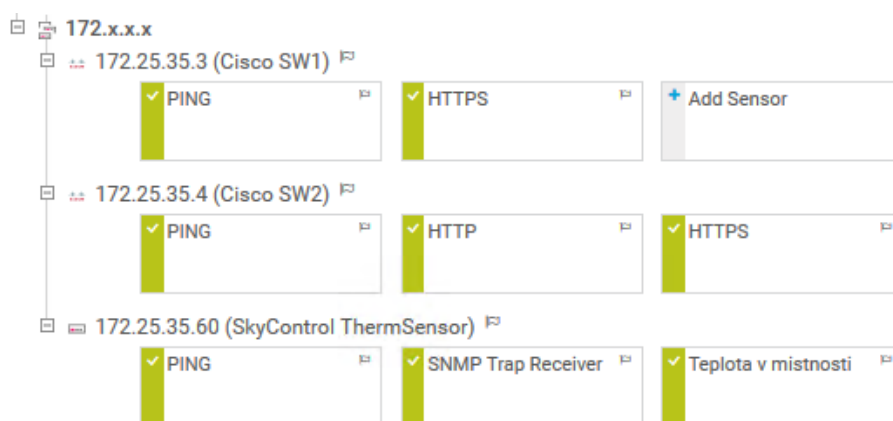 172.x.x.x
172.25.35.3 (Cisco SW1)
PING HTTPS Add Sensor
172.25.35.4 (Cisco SW2)
PING HTTP HTTPS
172.25.35.60 (SkyControl ThermSensor)
PING SNMP Trap Receiver Teplota v mistnosti